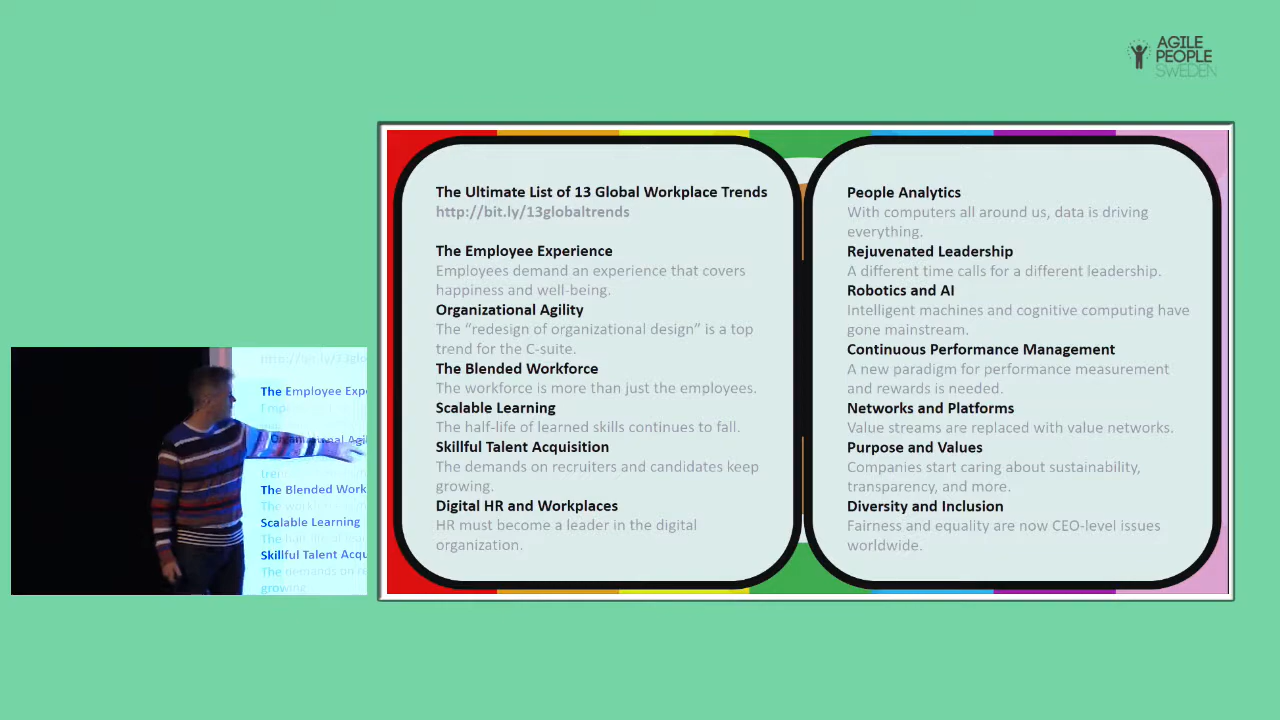 AGILE
PEOPLE
SWEDEN
The Ultimate List of 13 Global Workplace Trends
http://bit.ly/13globaltrends
The Employee Experience
Employees demand an experience that covers
happiness and well-being.
Organizational Agility
The “redesign of organizational design” is a top
trend for the C-suite.
The Blended Workforce
The workforce is more than just the employees.
Scalable Learning
The half-life of learned skills continues to fall.
Skillful Talent Acquisition
The demands on recruiters and candidates keep
growing.
Digital HR and Workplaces
HR must become a leader in the digital
organization.
People Analytics
With computers all around us, data is driving
everything.
Rejuvenated Leadership
A different time calls for a different leadership.
Robotics and AI
Intelligent machines and cognitive computing have
gone mainstream.
Continuous Performance Management
A new paradigm for performance measurement
and rewards is needed.
Networks and Platforms
Value streams are replaced with value networks.
Purpose and Values
Companies start caring about sustainability,
transparency, and more.
Diversity and Inclusion
Fairness and equality are now CEO-level issues
worldwide.
The Employee Exp
Organizational Agi
The Blended Work
Scalable Learning
Skillful Talent Acqu
The demands on re
growing